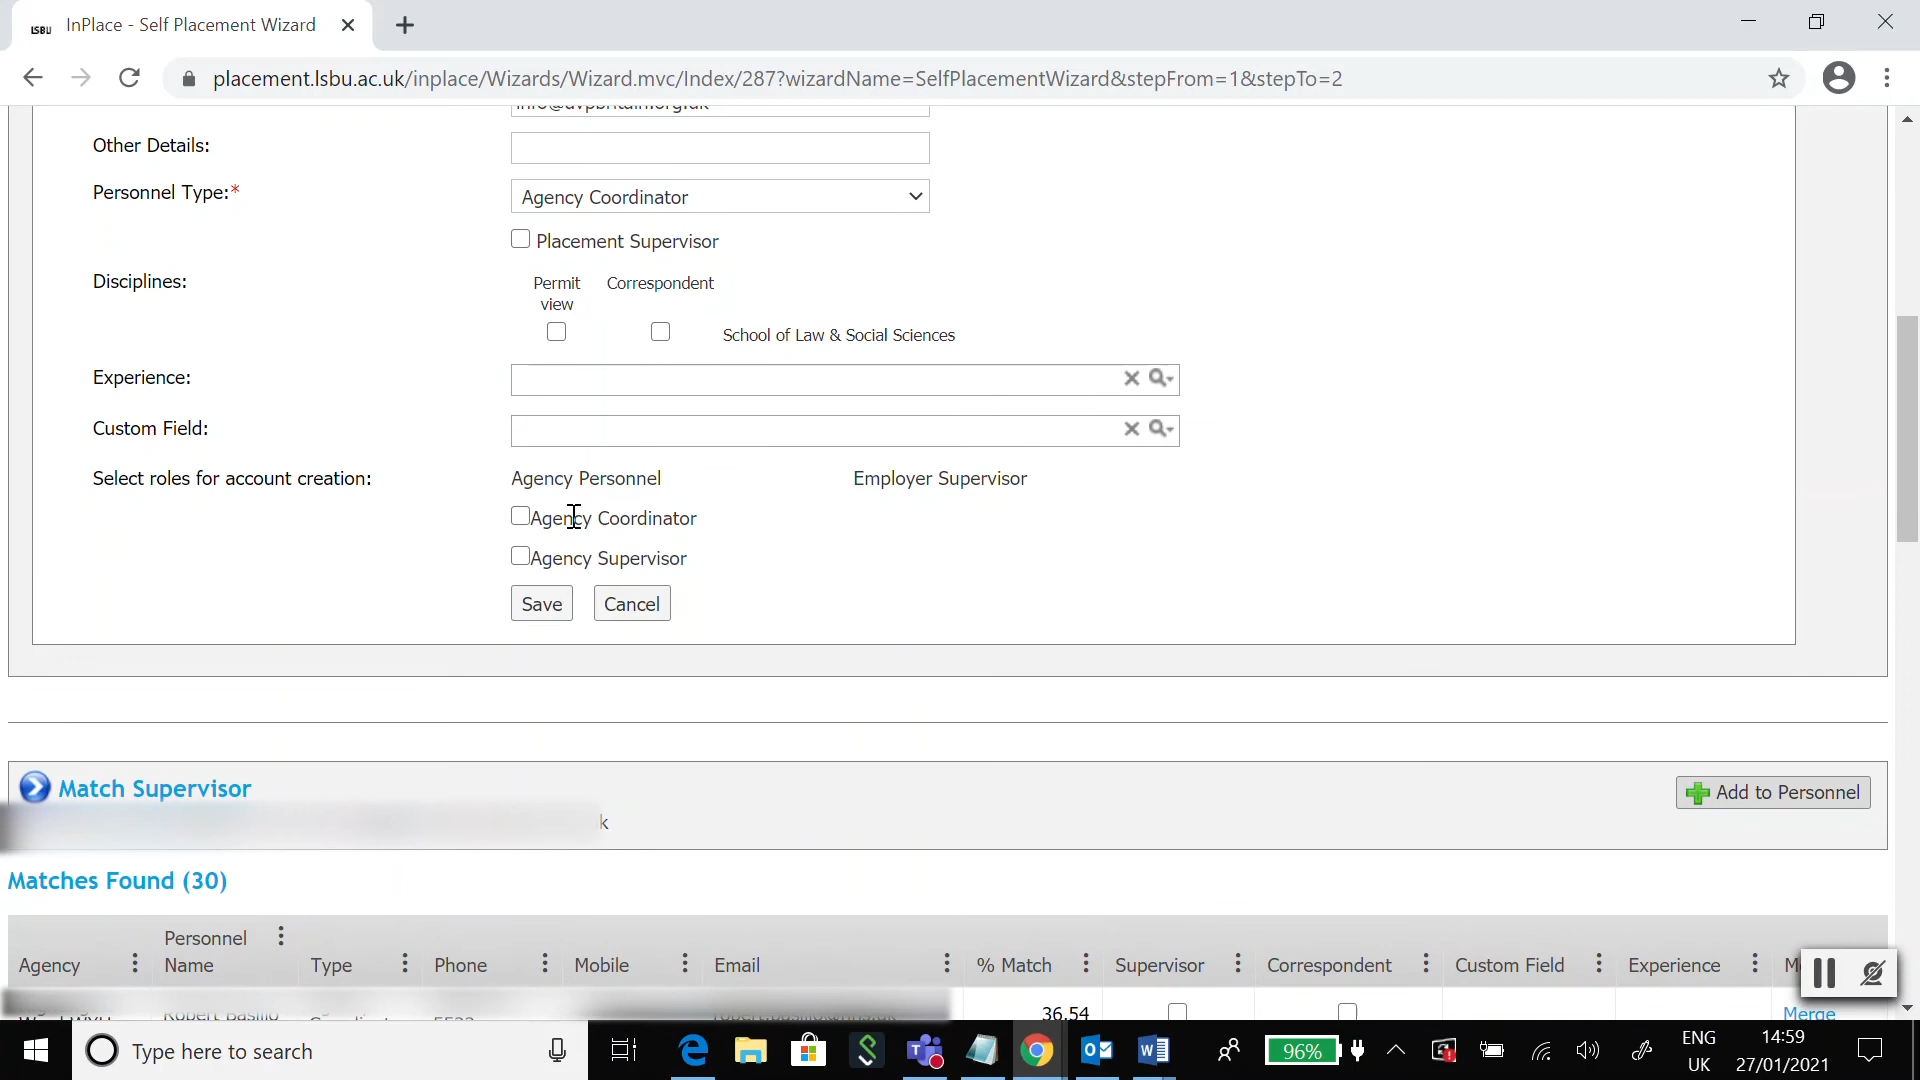 LSBU InPlace - Self Placement Wizard
placement.lsbu.ac.uk/inplace/Wizards/Wizard.mvc/Index/287?wizardName=SelfPlacementWizard&stepFrom=1&stepTo=2
Other Details:
Personnel Type:* Agency Coordinator
Placement Supervisor
Disciplines: Permit view Correspondent
School of Law & Social Sciences
Experience:
Custom Field:
Select roles for account creation: Agency Personnel Employer Supervisor
Agency Coordinator
Agency Supervisor
Save Cancel
Match Supervisor Add to Personnel
k
Matches Found (30)
Agency Personnel Name Type Phone Mobile Email % Match Supervisor Correspondent Custom Field Experience
36.54 Merge
Type here to search 96% ENG 14:59
UK 27/01/2021